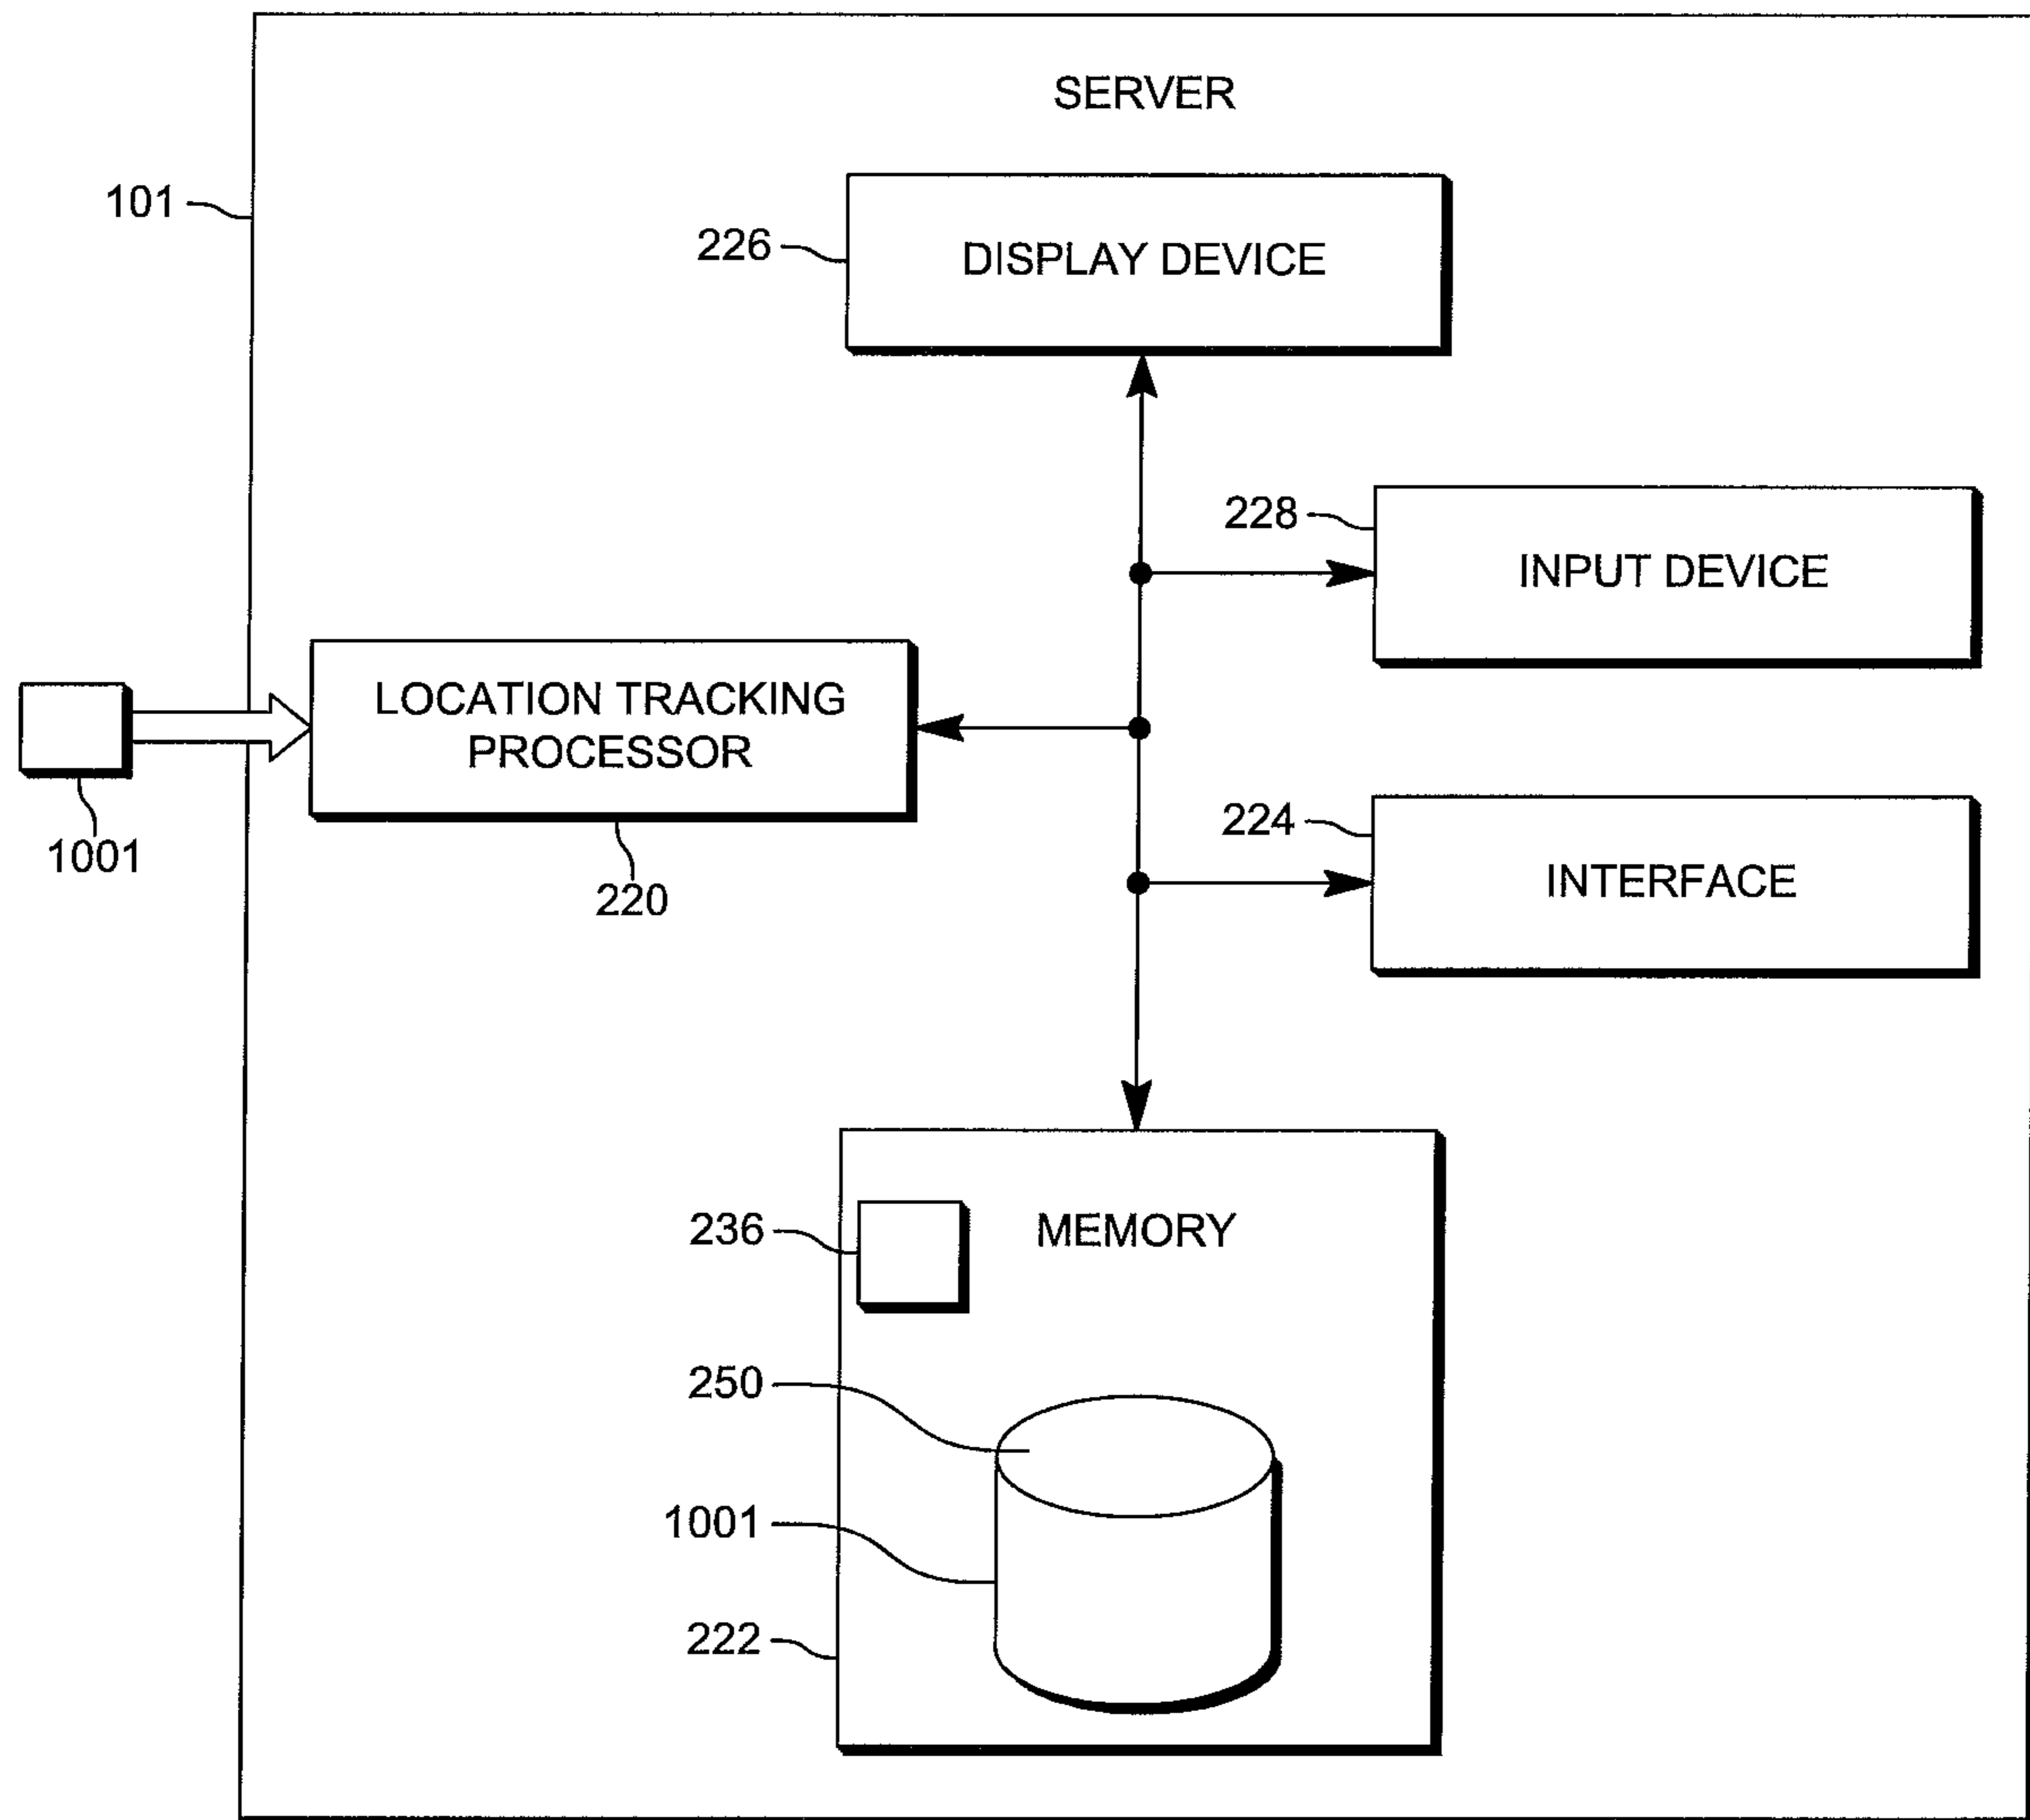 SERVER
101
226
DISPLAY DEVICE
228
INPUT DEVICE
LOCATION TRACKING
PROCESSOR
1001
220
224
INTERFACE
236
MEMORY
250
1001
222